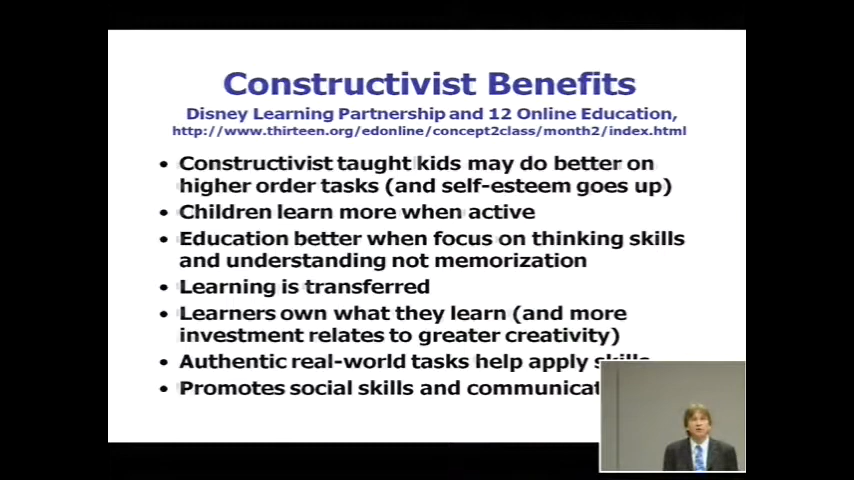 Constructivist Benefits
Disney Learning Partnership and 12 Online Education,
http://www.thirteen.org/edonline/concept2class/month2/index.html
• Constructivist taught kids may do better on
higher order tasks (and self-esteem goes up)
• Children learn more when active
• Education better when focus on thinking skills
and understanding not memorization
• Learning is transferred
• Learners own what they learn (and more
investment relates to greater creativity)
• Authentic real-world tasks help apply skills
• Promotes social skills and